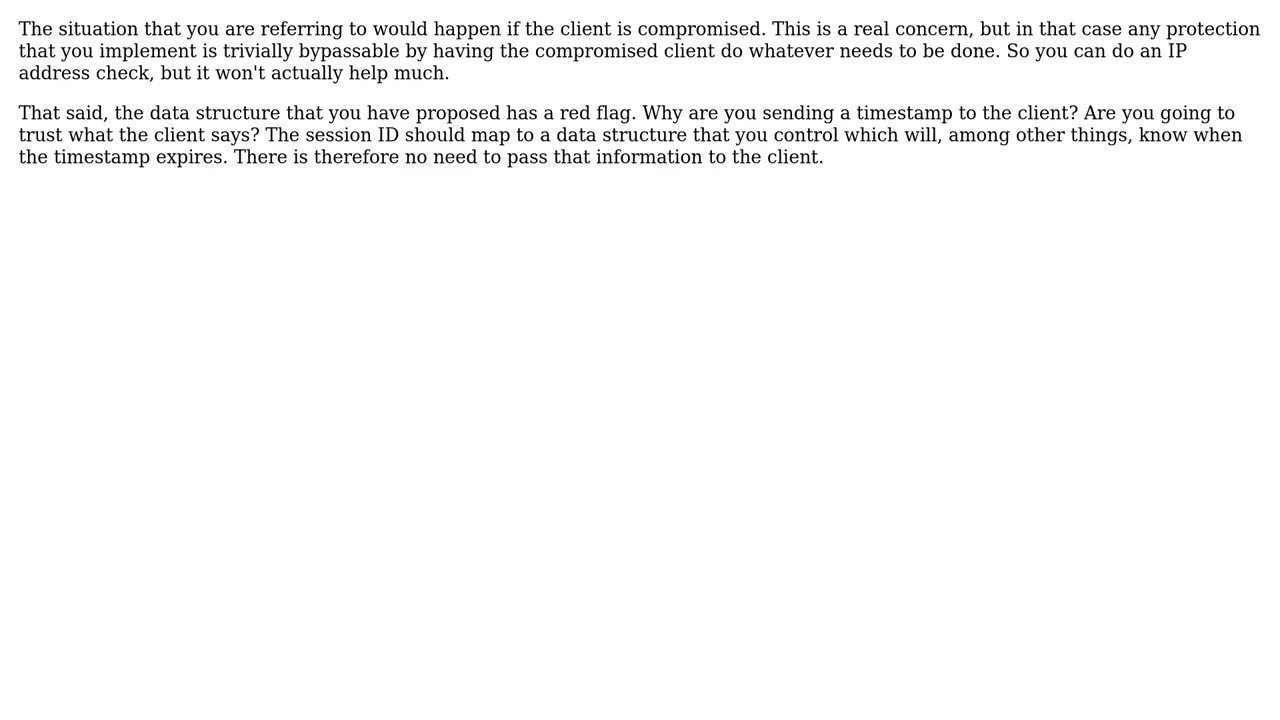 The situation that you are referring to would happen if the client is compromised. This is a real concern, but in that case any protection
that you implement is trivially bypassable by having the compromised client do whatever needs to be done. So you can do an IP
address check, but it won't actually help much.
That said, the data structure that you have proposed has a red flag. Why are you sending a timestamp to the client? Are you going to
trust what the client says? The session ID should map to a data structure that you control which will, among other things, know when
the timestamp expires. There is therefore no need to pass that information to the client.